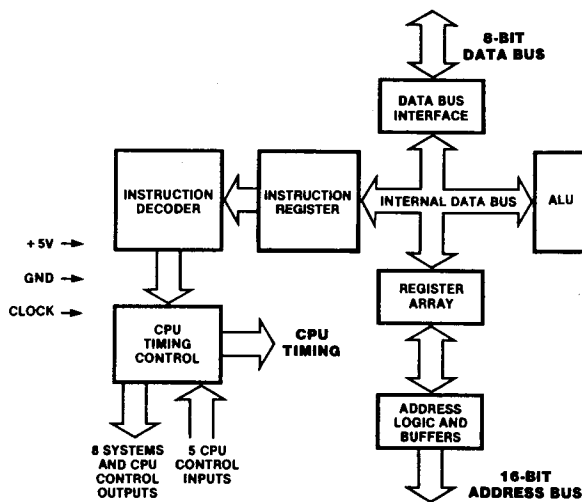 8-BIT
DATA BUS
DATA BUS
INTERFACE
INSTRUCTION
DECODER
INSTRUCTION
REGISTER
INTERNAL DATA BUS
ALU
+5V
GND
CLOCK
REGISTER
ARRAY
CPU
TIMING
CONTROL
CPU
TIMING
ADDRESS
LOGIC AND
BUFFERS
8 SYSTEMS
AND CPU
CONTROL
OUTPUTS
5 CPU
CONTROL
INPUTS
16-BIT
ADDRESS BUS